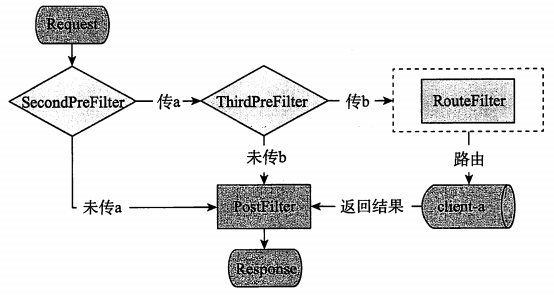 Request
SecondPreFilter
传a
ThirdPreFilter
传b
RouteFilter
未传b
路由
未传a
PostFilter
返回结果
client-a
Response